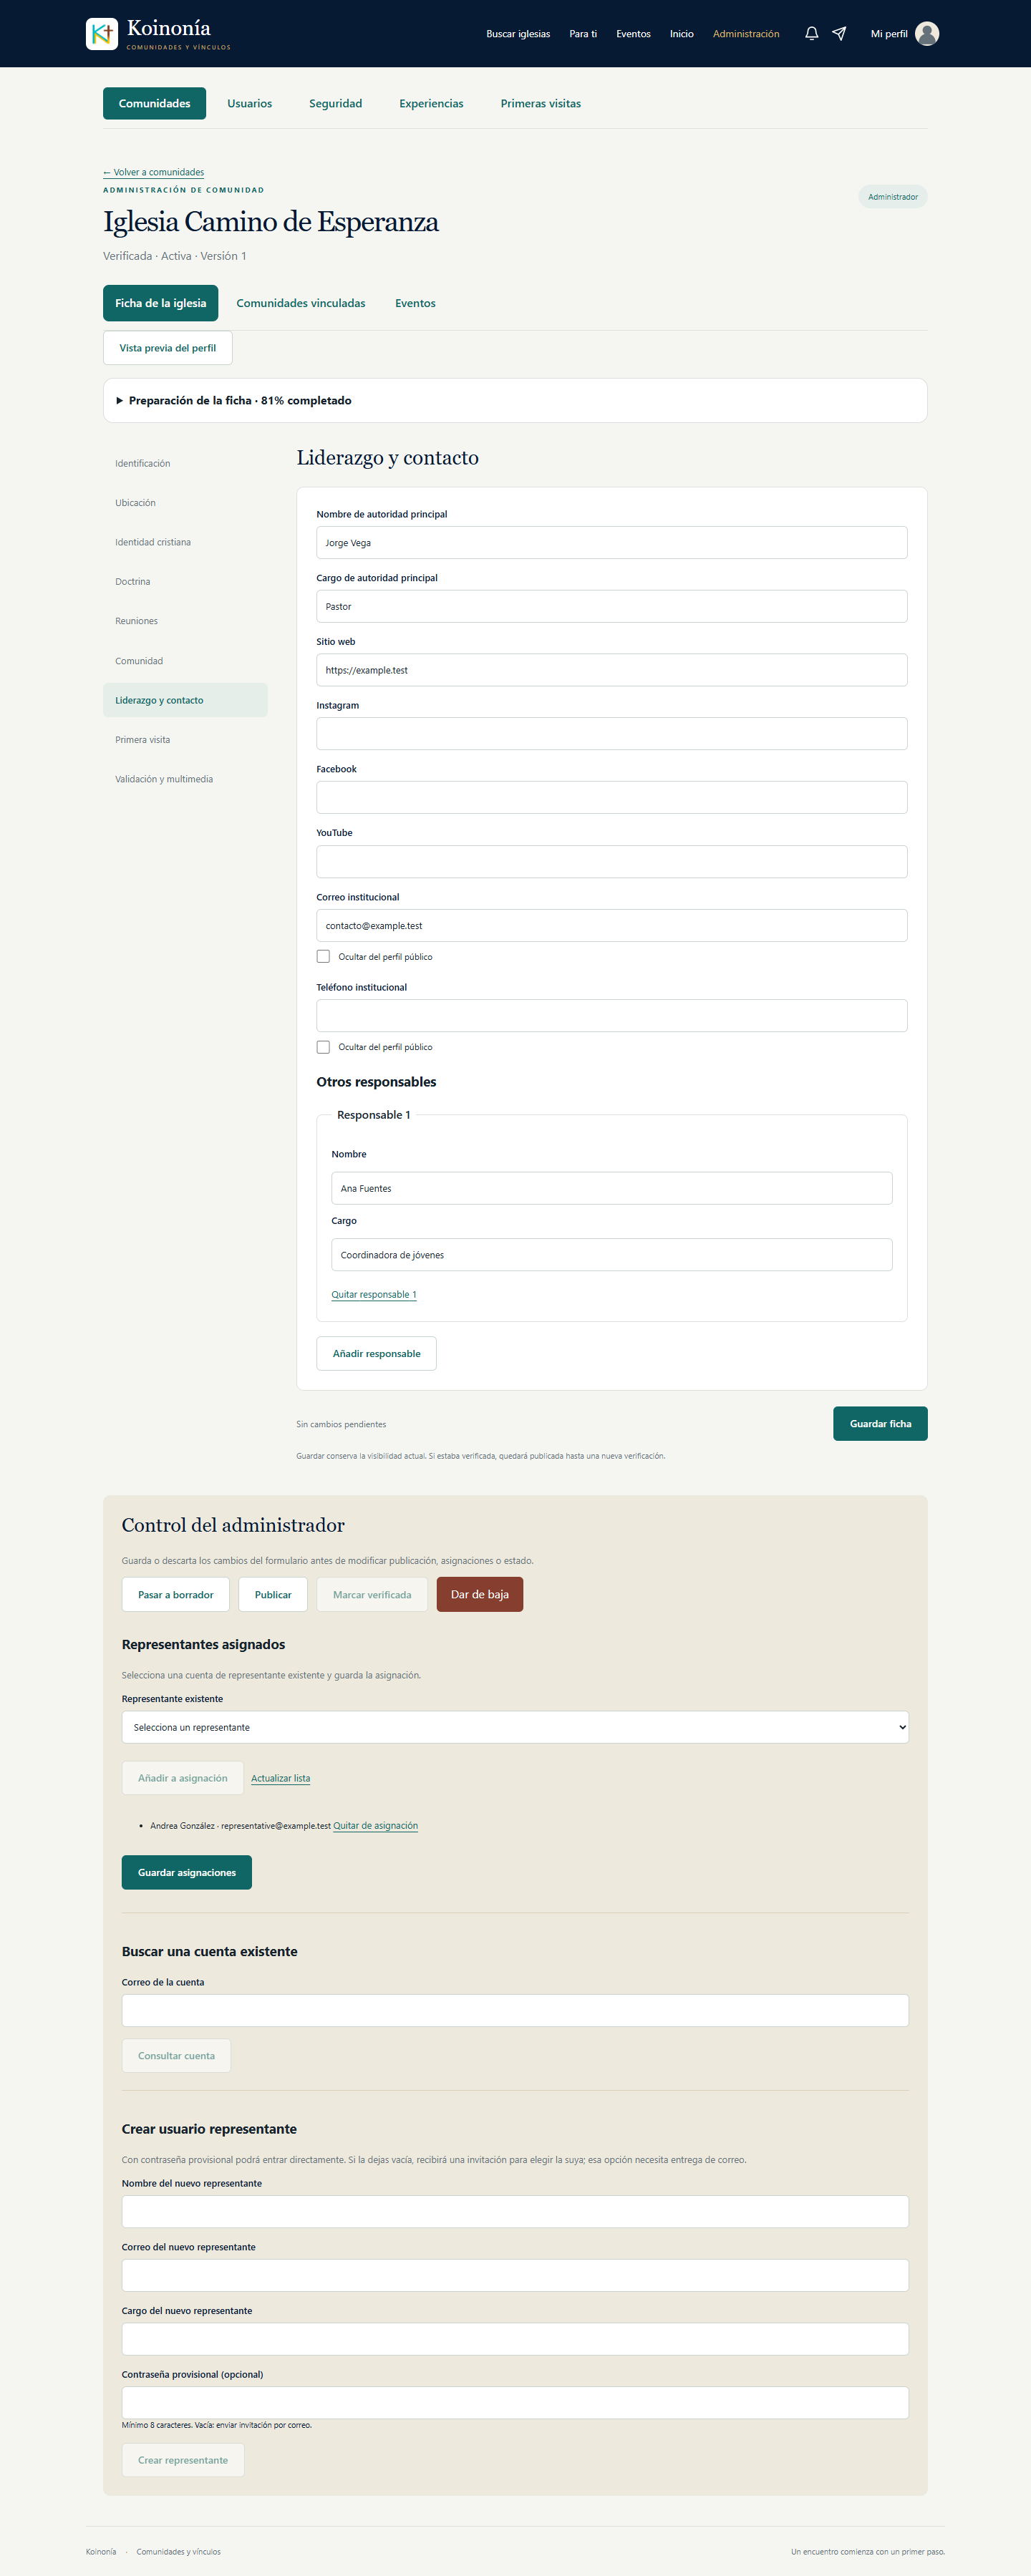 Koinonía
COMUNIDADES Y VÍNCULOS
Buscar iglesias
Para ti
Eventos
Inicio
Administración
Mi perfil
Comunidades
Usuarios
Seguridad
Experiencias
Primeras visitas
← Volver a comunidades
ADMINISTRACIÓN DE COMUNIDAD
Iglesia Camino de Esperanza
Administrador
Verificada · Activa · Versión 1
Ficha de la iglesia
Comunidades vinculadas
Eventos
Vista previa del perfil
▶ Preparación de la ficha · 81% completado
Identificación
Ubicación
Identidad cristiana
Doctrina
Reuniones
Comunidad
Liderazgo y contacto
Primera visita
Validación y multimedia
Liderazgo y contacto
Nombre de autoridad principal
Jorge Vega
Cargo de autoridad principal
Pastor
Sitio web
https://example.test
Instagram
Facebook
YouTube
Correo institucional
contacto@example.test
Ocultar del perfil público
Teléfono institucional
Ocultar del perfil público
Otros responsables
Responsable 1
Nombre
Ana Fuentes
Cargo
Coordinadora de jóvenes
Quitar responsable 1
Añadir responsable
Sin cambios pendientes
Guardar ficha
Guardar conserva la visibilidad actual. Si estaba verificada, quedará publicada hasta una nueva verificación.
Control del administrador
Guarda o descarta los cambios del formulario antes de modificar publicación, asignaciones o estado.
Pasar a borrador
Publicar
Marcar verificada
Dar de baja
Representantes asignados
Selecciona una cuenta de representante existente y guarda la asignación.
Representante existente
Selecciona un representante
Añadir a asignación
Actualizar lista
• Andrea González · representative@example.test Quitar de asignación
Guardar asignaciones
Buscar una cuenta existente
Correo de la cuenta
Consultar cuenta
Crear usuario representante
Con contraseña provisional podrá entrar directamente. Si la dejas vacía, recibirá una invitación para elegir la suya; esa opción necesita entrega de correo.
Nombre del nuevo representante
Correo del nuevo representante
Cargo del nuevo representante
Contraseña provisional (opcional)
Mínimo 8 caracteres. Vacía: enviar invitación por correo.
Crear representante
Koinonía · Comunidades y vínculos
Un encuentro comienza con un primer paso.